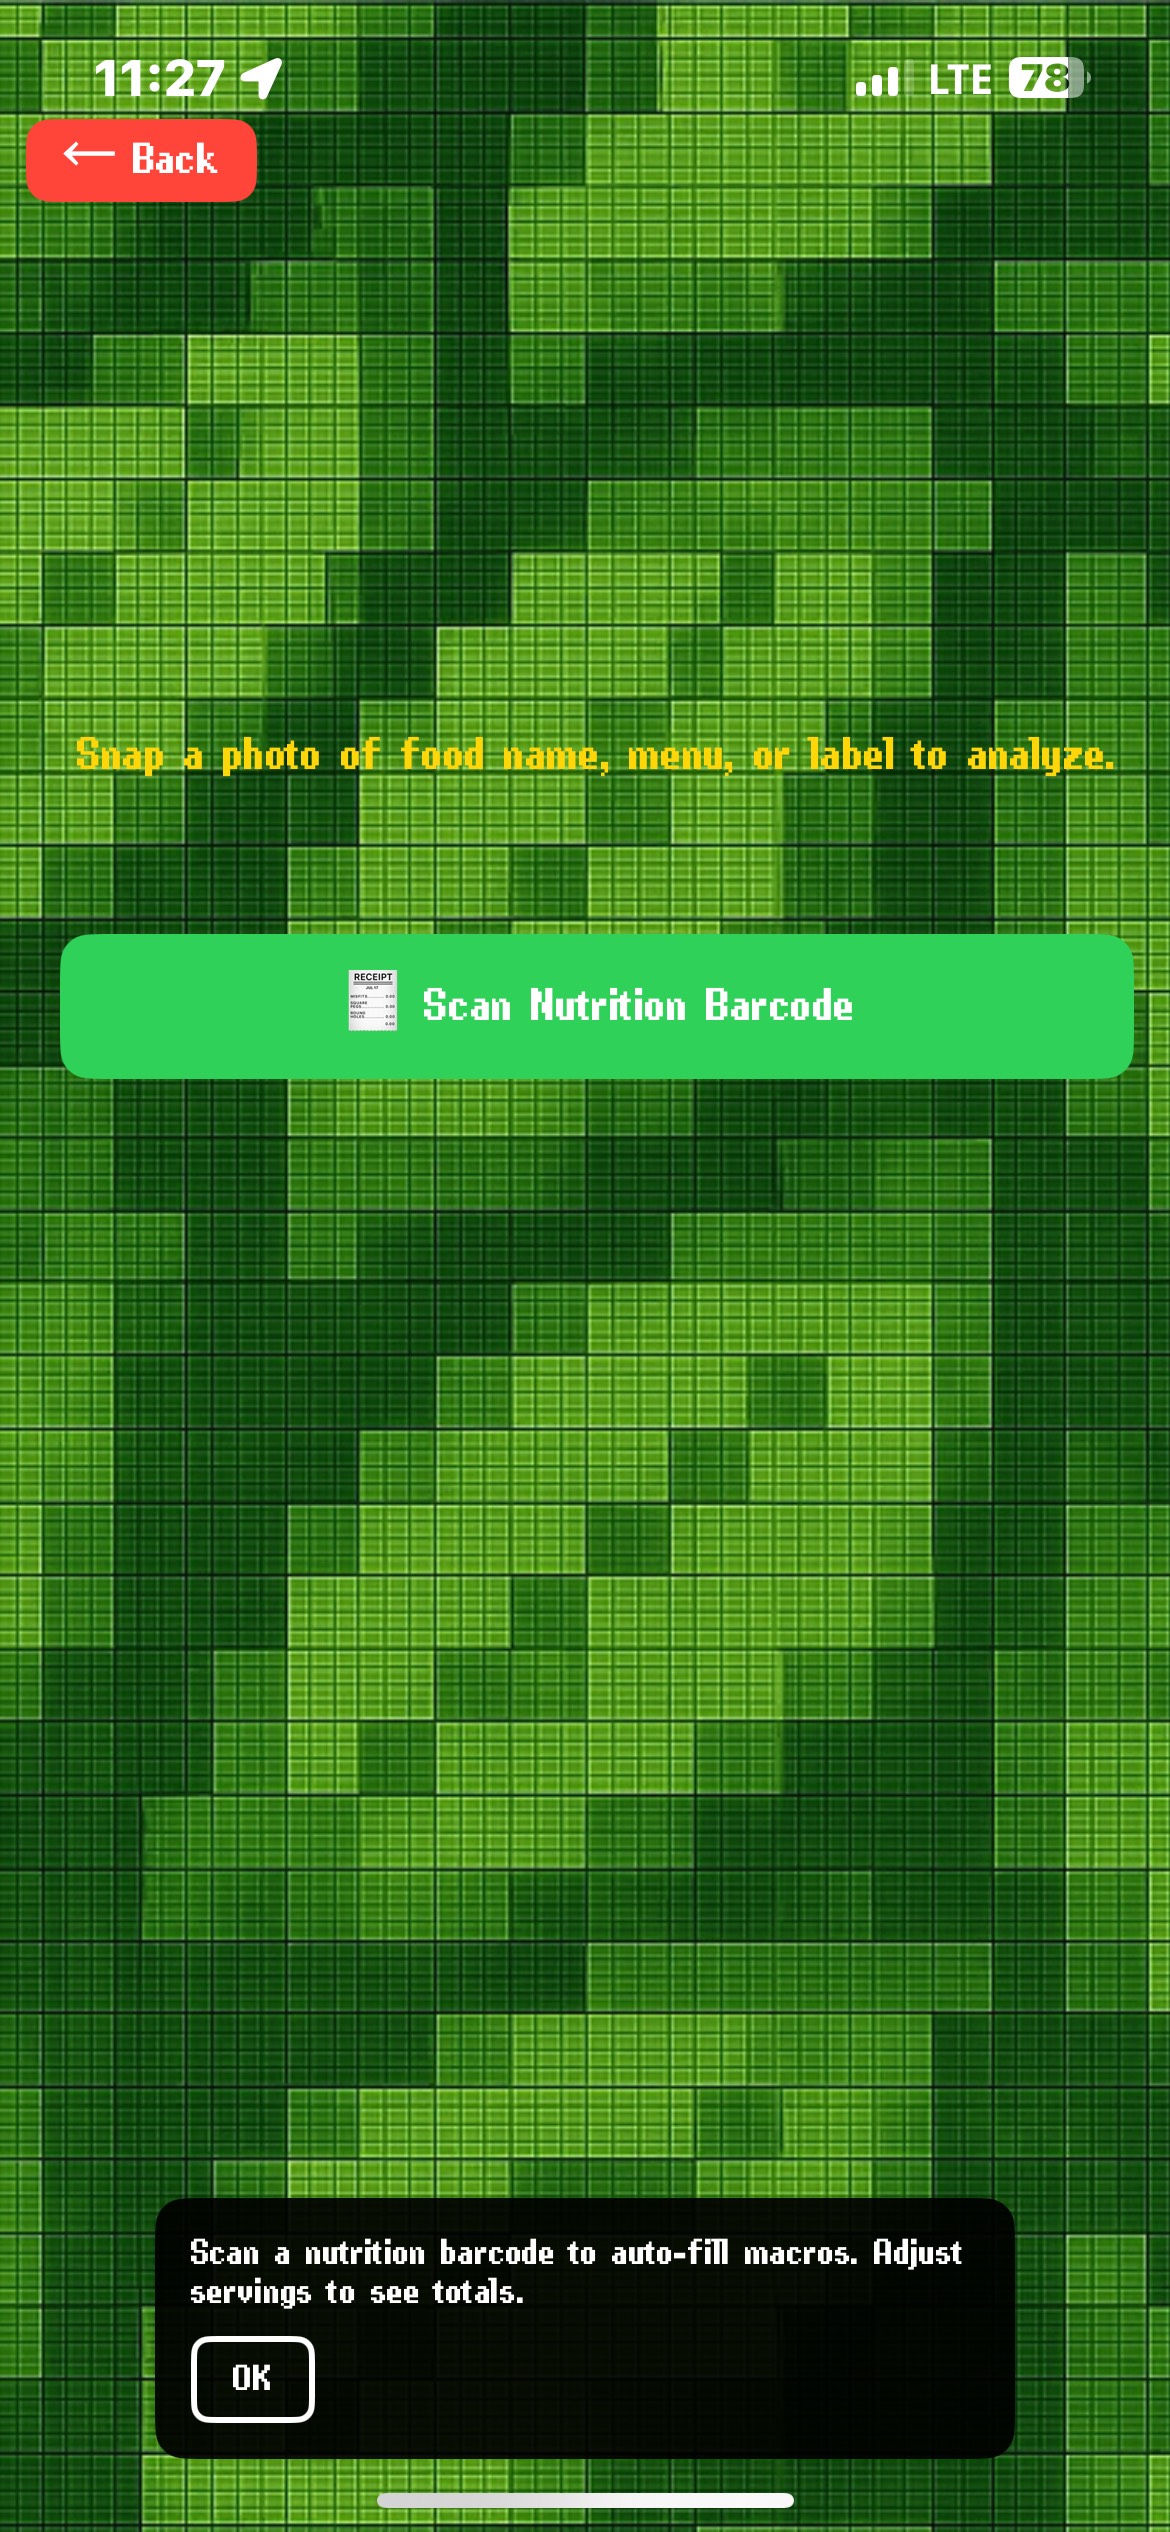 11:27
LTE 78
← Back
Snap a photo of food name, menu, or label to analyze.
RECEIPT
Scan Nutrition Barcode
Scan a nutrition barcode to auto-fill macros. Adjust
servings to see totals.
OK